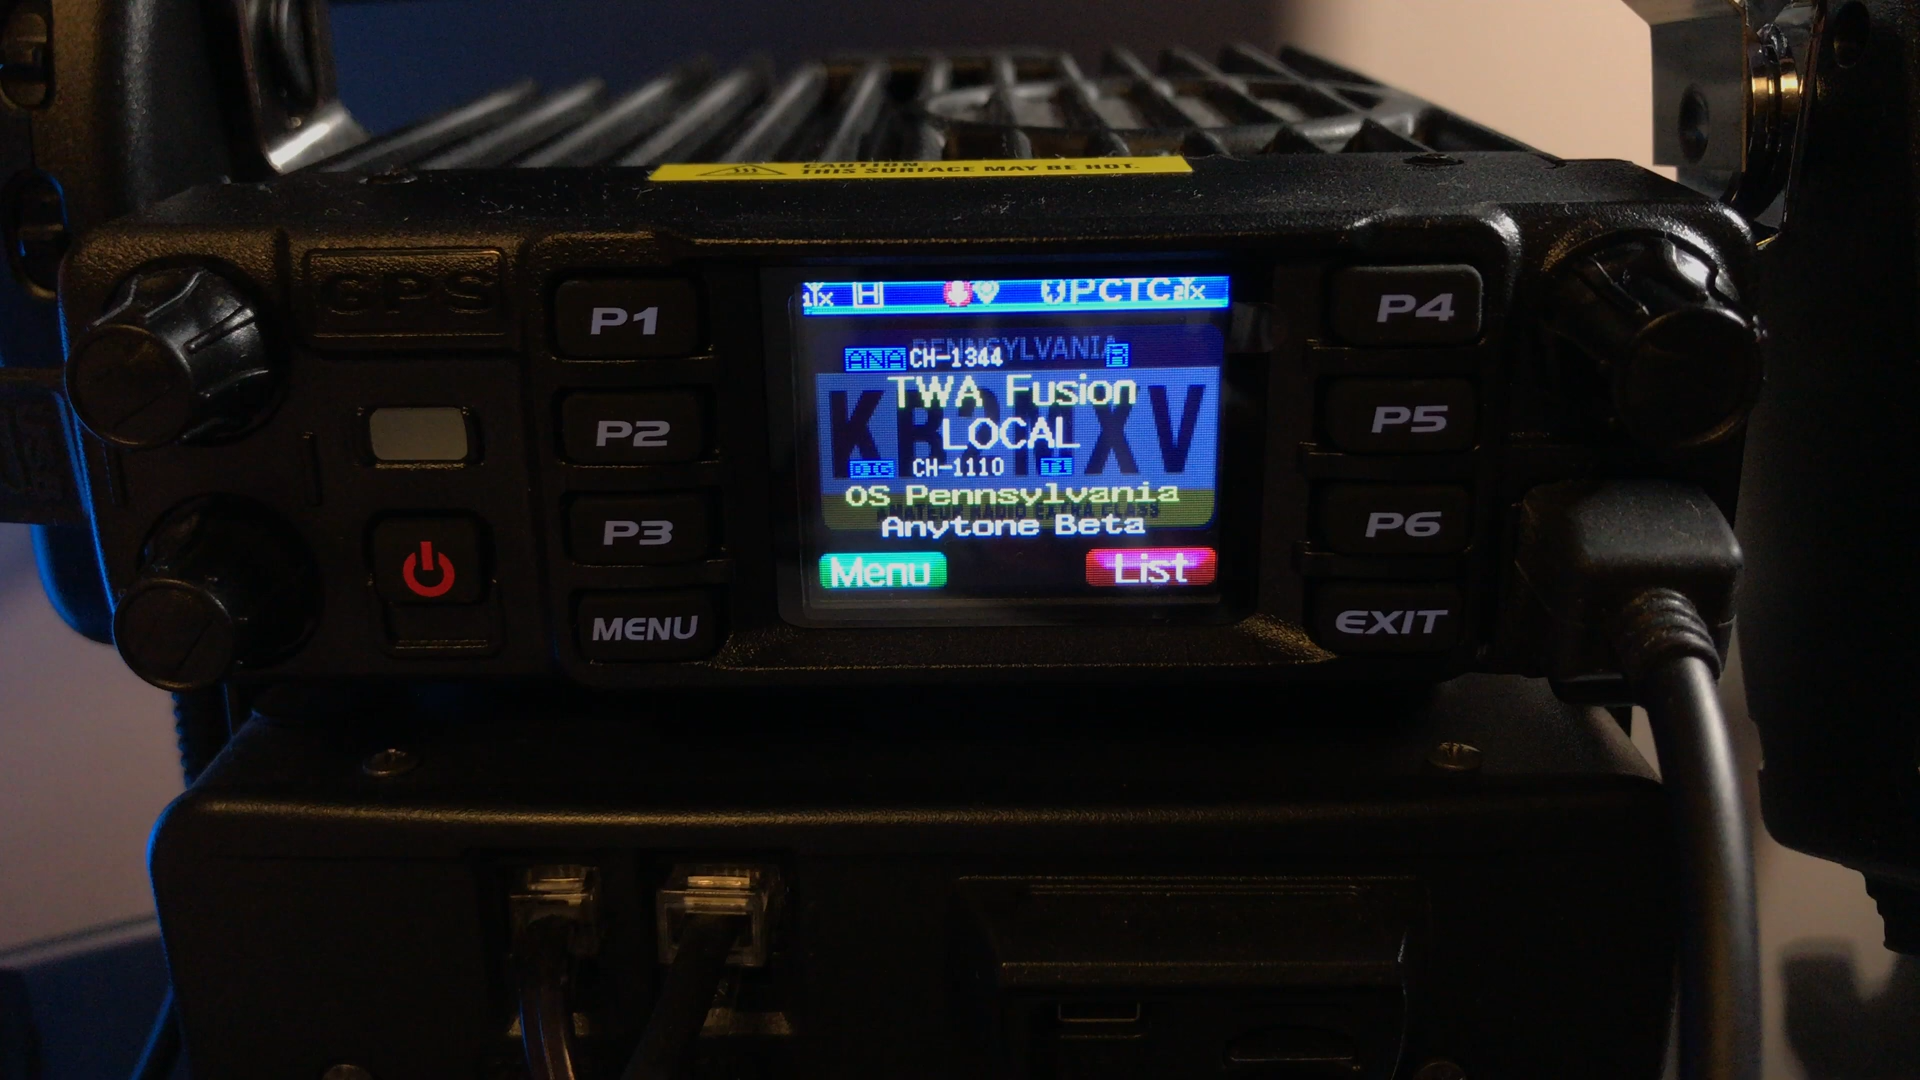 CAUTION:
THIS SURFACE MAY BE HOT.
GPS
P1
P2
P3
MENU
H
PCTC
PENNSYLVANIA
ANA CH-1344 R
TWA Fusion
LOCAL
DIG CH-1110 T1
OS Pennsylvania
AMATEUR RADIO EXTRA CLASS
Anytone Beta
Menu List
P4
P5
P6
EXIT